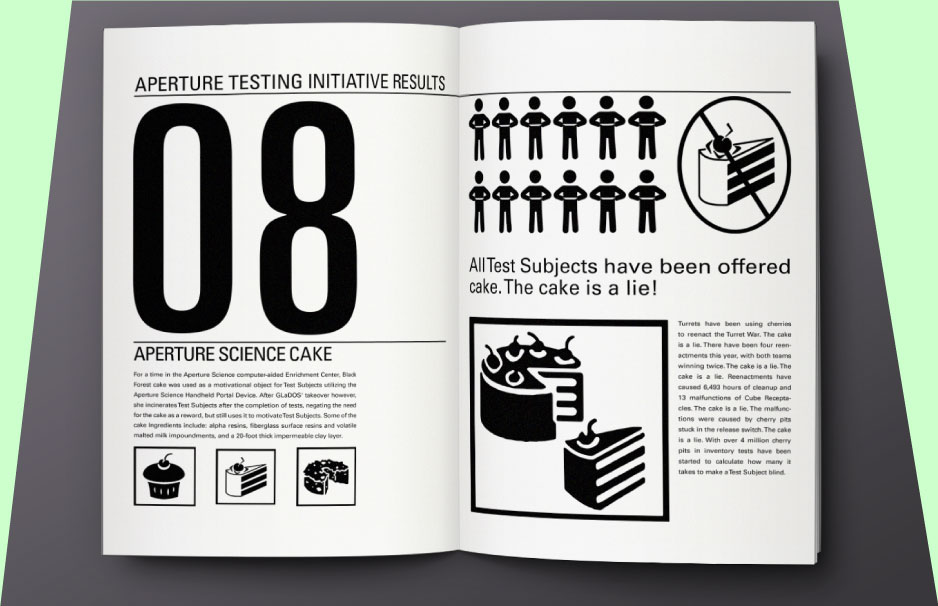 APERTURE TESTING INITIATIVE RESULTS
08
APERTURE SCIENCE CAKE
For a time in the Aperture Science computer-aided Enrichment Center, Black
Forest cake was used as a motivational object for Test Subjects utilizing the
Aperture Science Handheld Portal Device. After GLaDOS' takeover however,
she incinerates Test Subjects after the completion of tests, negating the need
for the cake as a reword, but still uses it to motivate Test Subjects. Some of the
cake Ingredients include: alpha resins, fiberglass surface resins and volatile
malted milk impoundments, and a 20-foot thick impermeable clay layer.
All Test Subjects have been offered
cake. The cake is a lie!
Turrets have been using cherries
to reenact the Turret War. The cake
is a lie. There have been four reen-
actments this year, with both teams
winning twice. The cake is a lie. The
cake is a lie. Reenactments have
caused 6,493 hours of cleanup and
13 malfunctions of Cube Recepta-
cles. The cake is a lie. The malfunc-
tions were caused by cherry pits
stuck in the release switch. The cake
is a lie. With over 4 million cherry
pits in inventory tests have been
started to calculate how many it
takes to make a Test Subject blind.